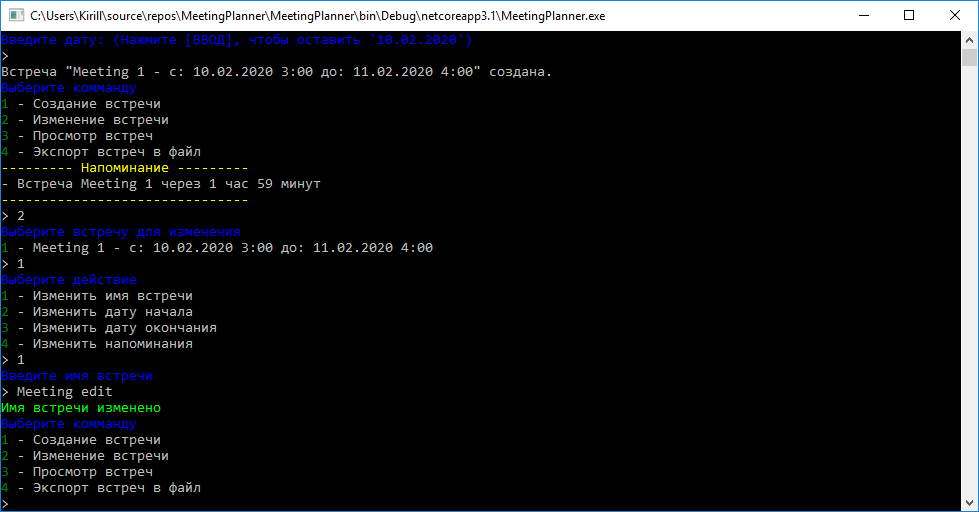 C:\Users\Kirill\source\repos\MeetingPlanner\MeetingPlanner\bin\Debug\netcoreapp3.1\MeetingPlanner.exe
Введите дату: (Нажмите [ВВОД], чтобы оставить '10.02.2020')
>
Встреча "Meeting 1 - с: 10.02.2020 3:00 до: 11.02.2020 4:00" создана.
Выберите комманду
1 - Создание встречи
2 - Изменение встречи
3 - Просмотр встреч
4 - Экспорт встреч в файл
--------- Напоминание ---------
- Встреча Meeting 1 через 1 час 59 минут
-------------------------------
> 2
Выберите встречу для изменения
1 - Meeting 1 - с: 10.02.2020 3:00 до: 11.02.2020 4:00
> 1
Выберите действие
1 - Изменить имя встречи
2 - Изменить дату начала
3 - Изменить дату окончания
4 - Изменить напоминания
> 1
Введите имя встречи
> Meeting edit
Имя встречи изменено
Выберите комманду
1 - Создание встречи
2 - Изменение встречи
3 - Просмотр встреч
4 - Экспорт встреч в файл
>